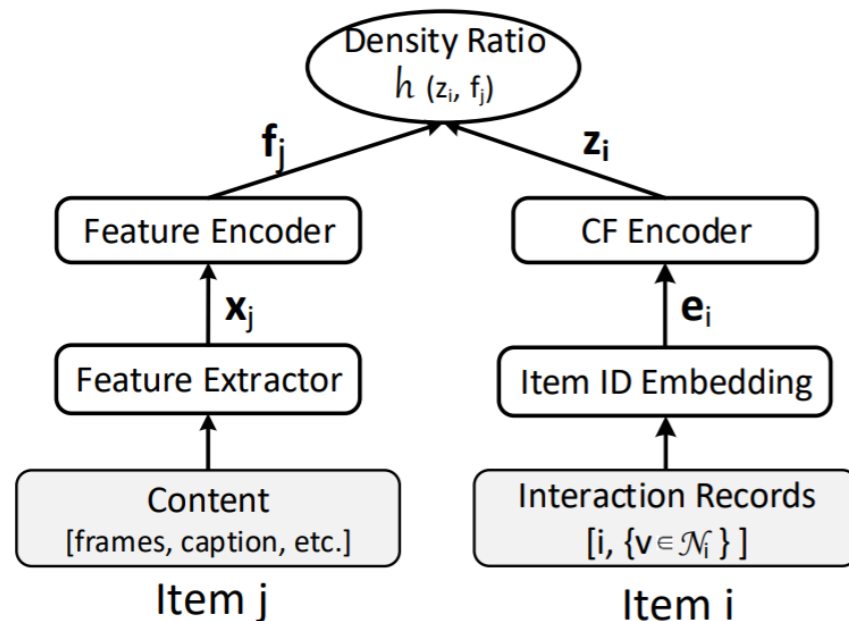 Density Ratio
h (zᵢ, fⱼ)
fⱼ
zᵢ
Feature Encoder
CF Encoder
xⱼ
eᵢ
Feature Extractor
Item ID Embedding
Content
[frames, caption, etc.]
Interaction Records
[i, {v ∈ 𝒩ᵢ } ]
Item j
Item i